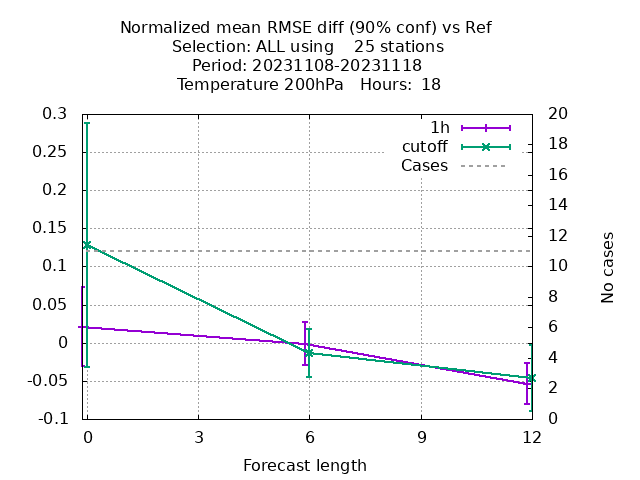 Normalized mean RMSE diff (90% conf) vs Ref
Selection: ALL using    25 stations
Period: 20231108-20231118
Temperature 200hPa   Hours:  18
0.3
0.25
0.2
0.15
0.1
0.05
0
-0.05
-0.1
1h
cutoff
Cases
20
18
16
14
12
10
8
6
4
2
0
No cases
0 3 6 9 12
Forecast length